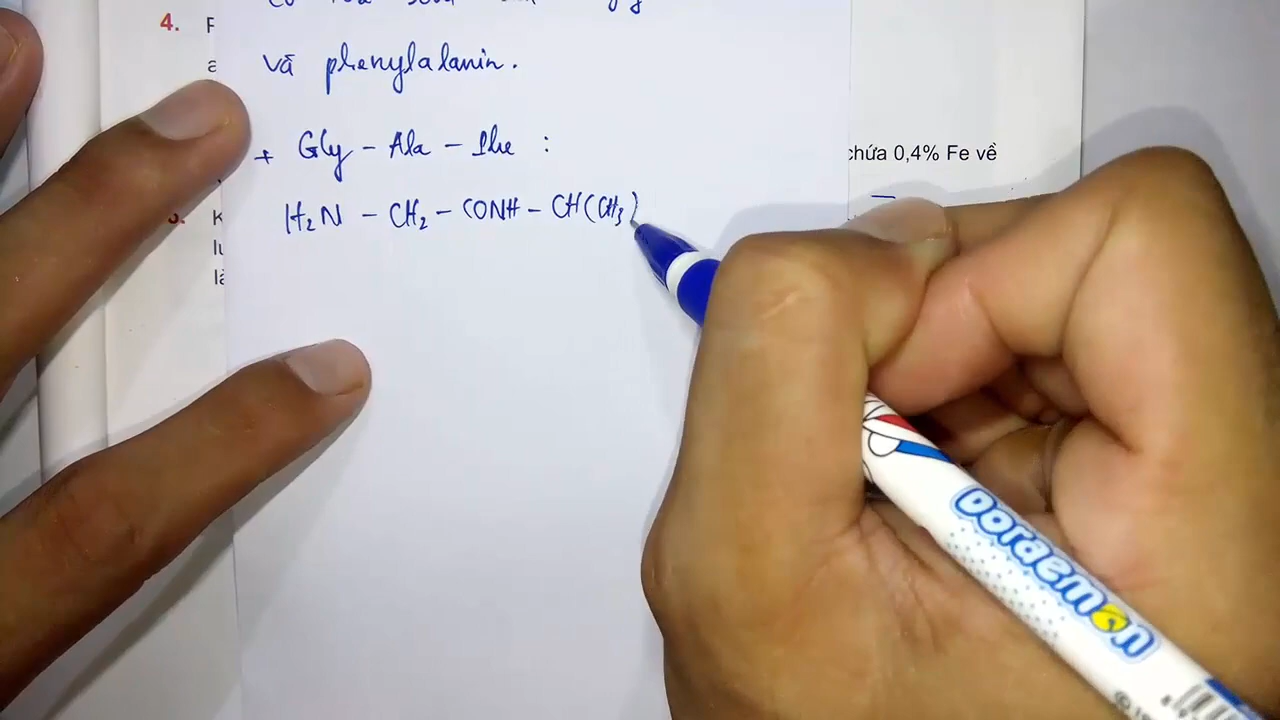 4.
và phenylalanin.
+ Gly - Ala - Phe :
chứa 0,4% Fe về
H₂N - CH₂ - CONH - CH(CH₃)
Doraemon